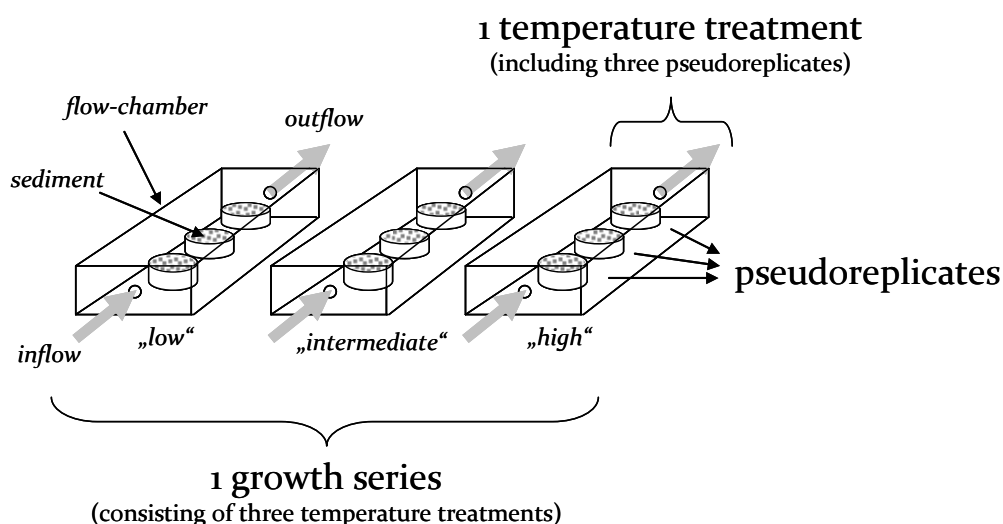 1 temperature treatment
(including three pseudoreplicates)
flow-chamber
outflow
sediment
pseudoreplicates
inflow
„low“
„intermediate“
„high“
1 growth series
(consisting of three temperature treatments)